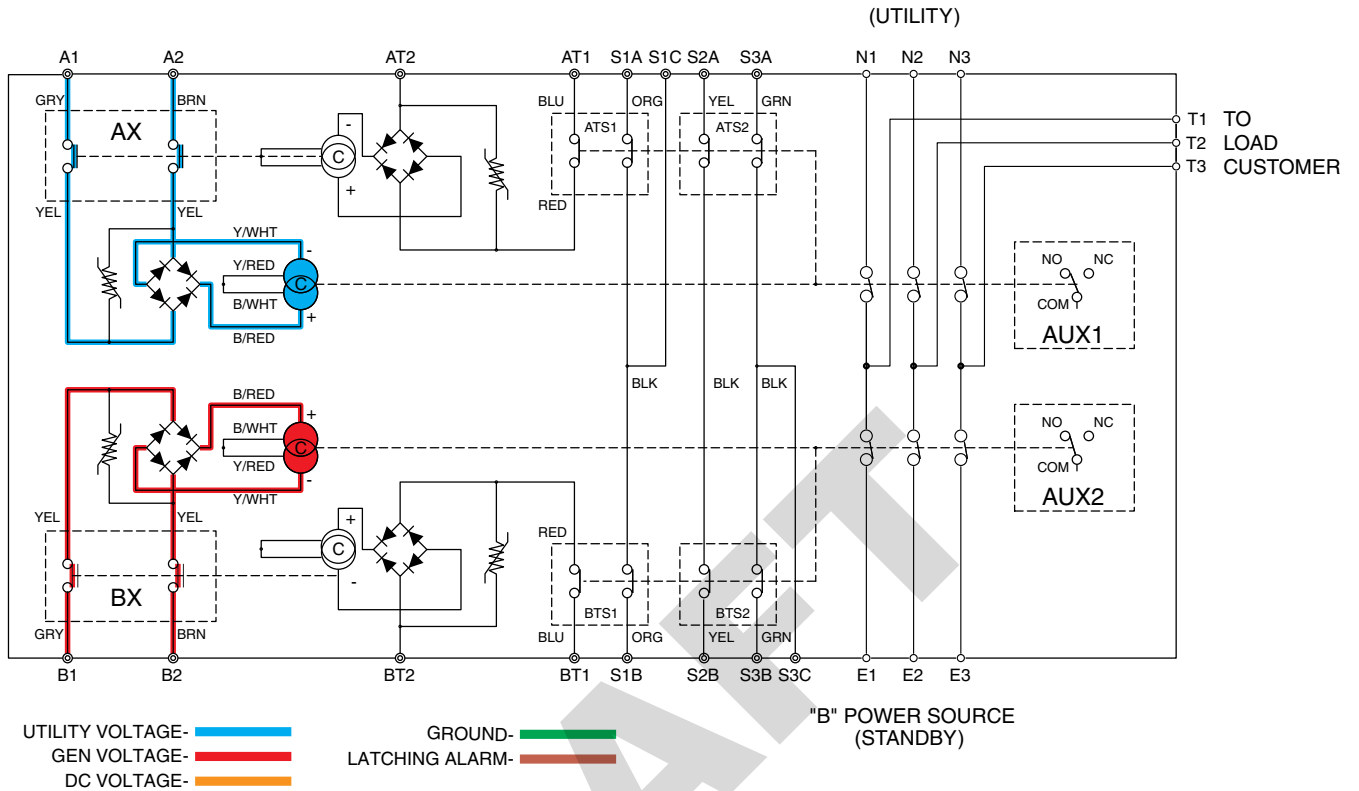 (UTILITY)
A1 A2 AT2 AT1 S1A S1C S2A S3A N1 N2 N3
GRY BRN BLU ORG YEL GRN
AX - ATS1 ATS2
T1 TO
T2 LOAD
T3 CUSTOMER
C
+
YEL YEL RED
Y/WHT
-
Y/RED
C
B/WHT
+
B/RED
NO NC
COM
AUX1
BLK BLK BLK
B/RED
+
B/WHT
C
Y/RED
-
Y/WHT
NO NC
COM
AUX2
YEL YEL + RED
C
-
BX BTS1 BTS2
GRY BRN BLU ORG YEL GRN
B1 B2 BT2 BT1 S1B S2B S3B S3C E1 E2 E3
"B" POWER SOURCE
(STANDBY)
UTILITY VOLTAGE-
GEN VOLTAGE-
DC VOLTAGE-
GROUND-
LATCHING ALARM-
AFT